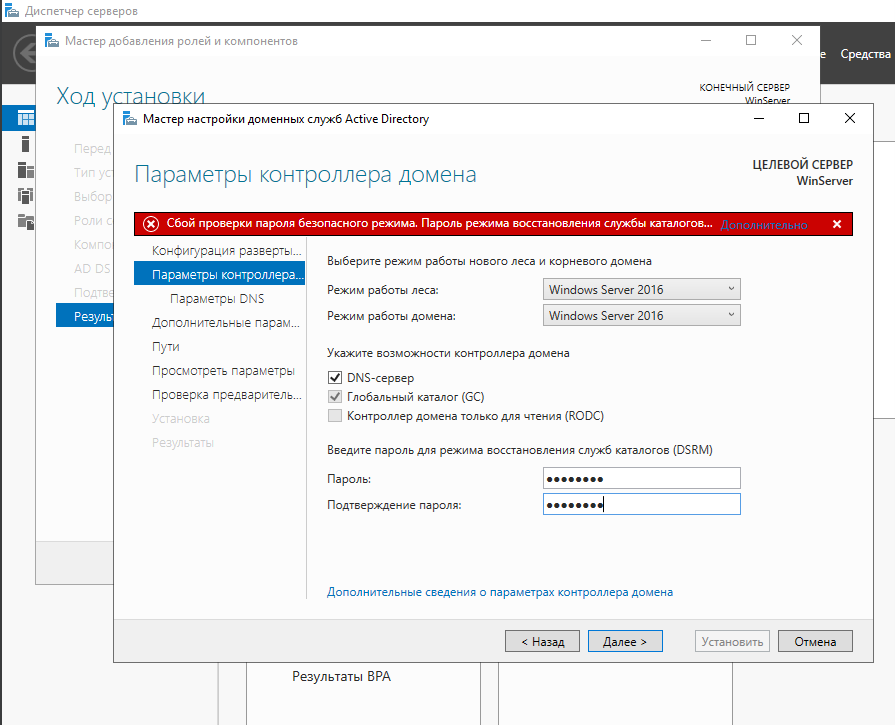 Диспетчер серверов
Мастер добавления ролей и компонентов
Средства
Ход установки
КОНЕЧНЫЙ СЕРВЕР
WinServer
Мастер настройки доменных служб Active Directory
Параметры контроллера домена
ЦЕЛЕВОЙ СЕРВЕР
WinServer
Сбой проверки пароля безопасного режима. Пароль режима восстановления службы каталогов... Дополнительно
Конфигурация разверты...
Параметры контроллера...
Параметры DNS
Дополнительные парам...
Пути
Просмотреть параметры
Проверка предваритель...
Установка
Результаты
Перед
Тип ус
Выбор
Роли с
Компо
AD DS
Подтве
Резуль
Выберите режим работы нового леса и корневого домена
Режим работы леса: Windows Server 2016
Режим работы домена: Windows Server 2016
Укажите возможности контроллера домена
DNS-сервер
Глобальный каталог (GC)
Контроллер домена только для чтения (RODC)
Введите пароль для режима восстановления служб каталогов (DSRM)
Пароль: ●●●●●●●●
Подтверждение пароля: ●●●●●●●●
Дополнительные сведения о параметрах контроллера домена
< Назад Далее > Установить Отмена
Результаты BPA